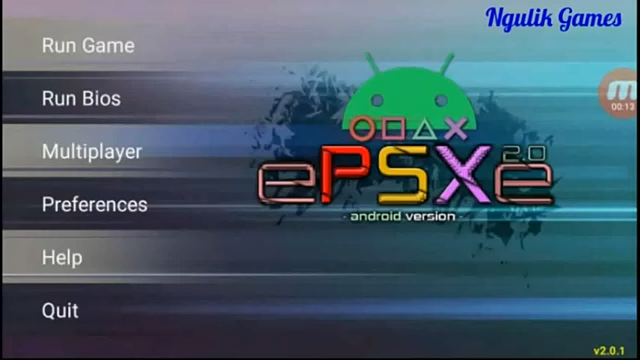 Ngulik Games
Run Game
Run Bios
Multiplayer
Preferences
Help
Quit
ePSXe 2.0
- android version -
00:13
v2.0.1